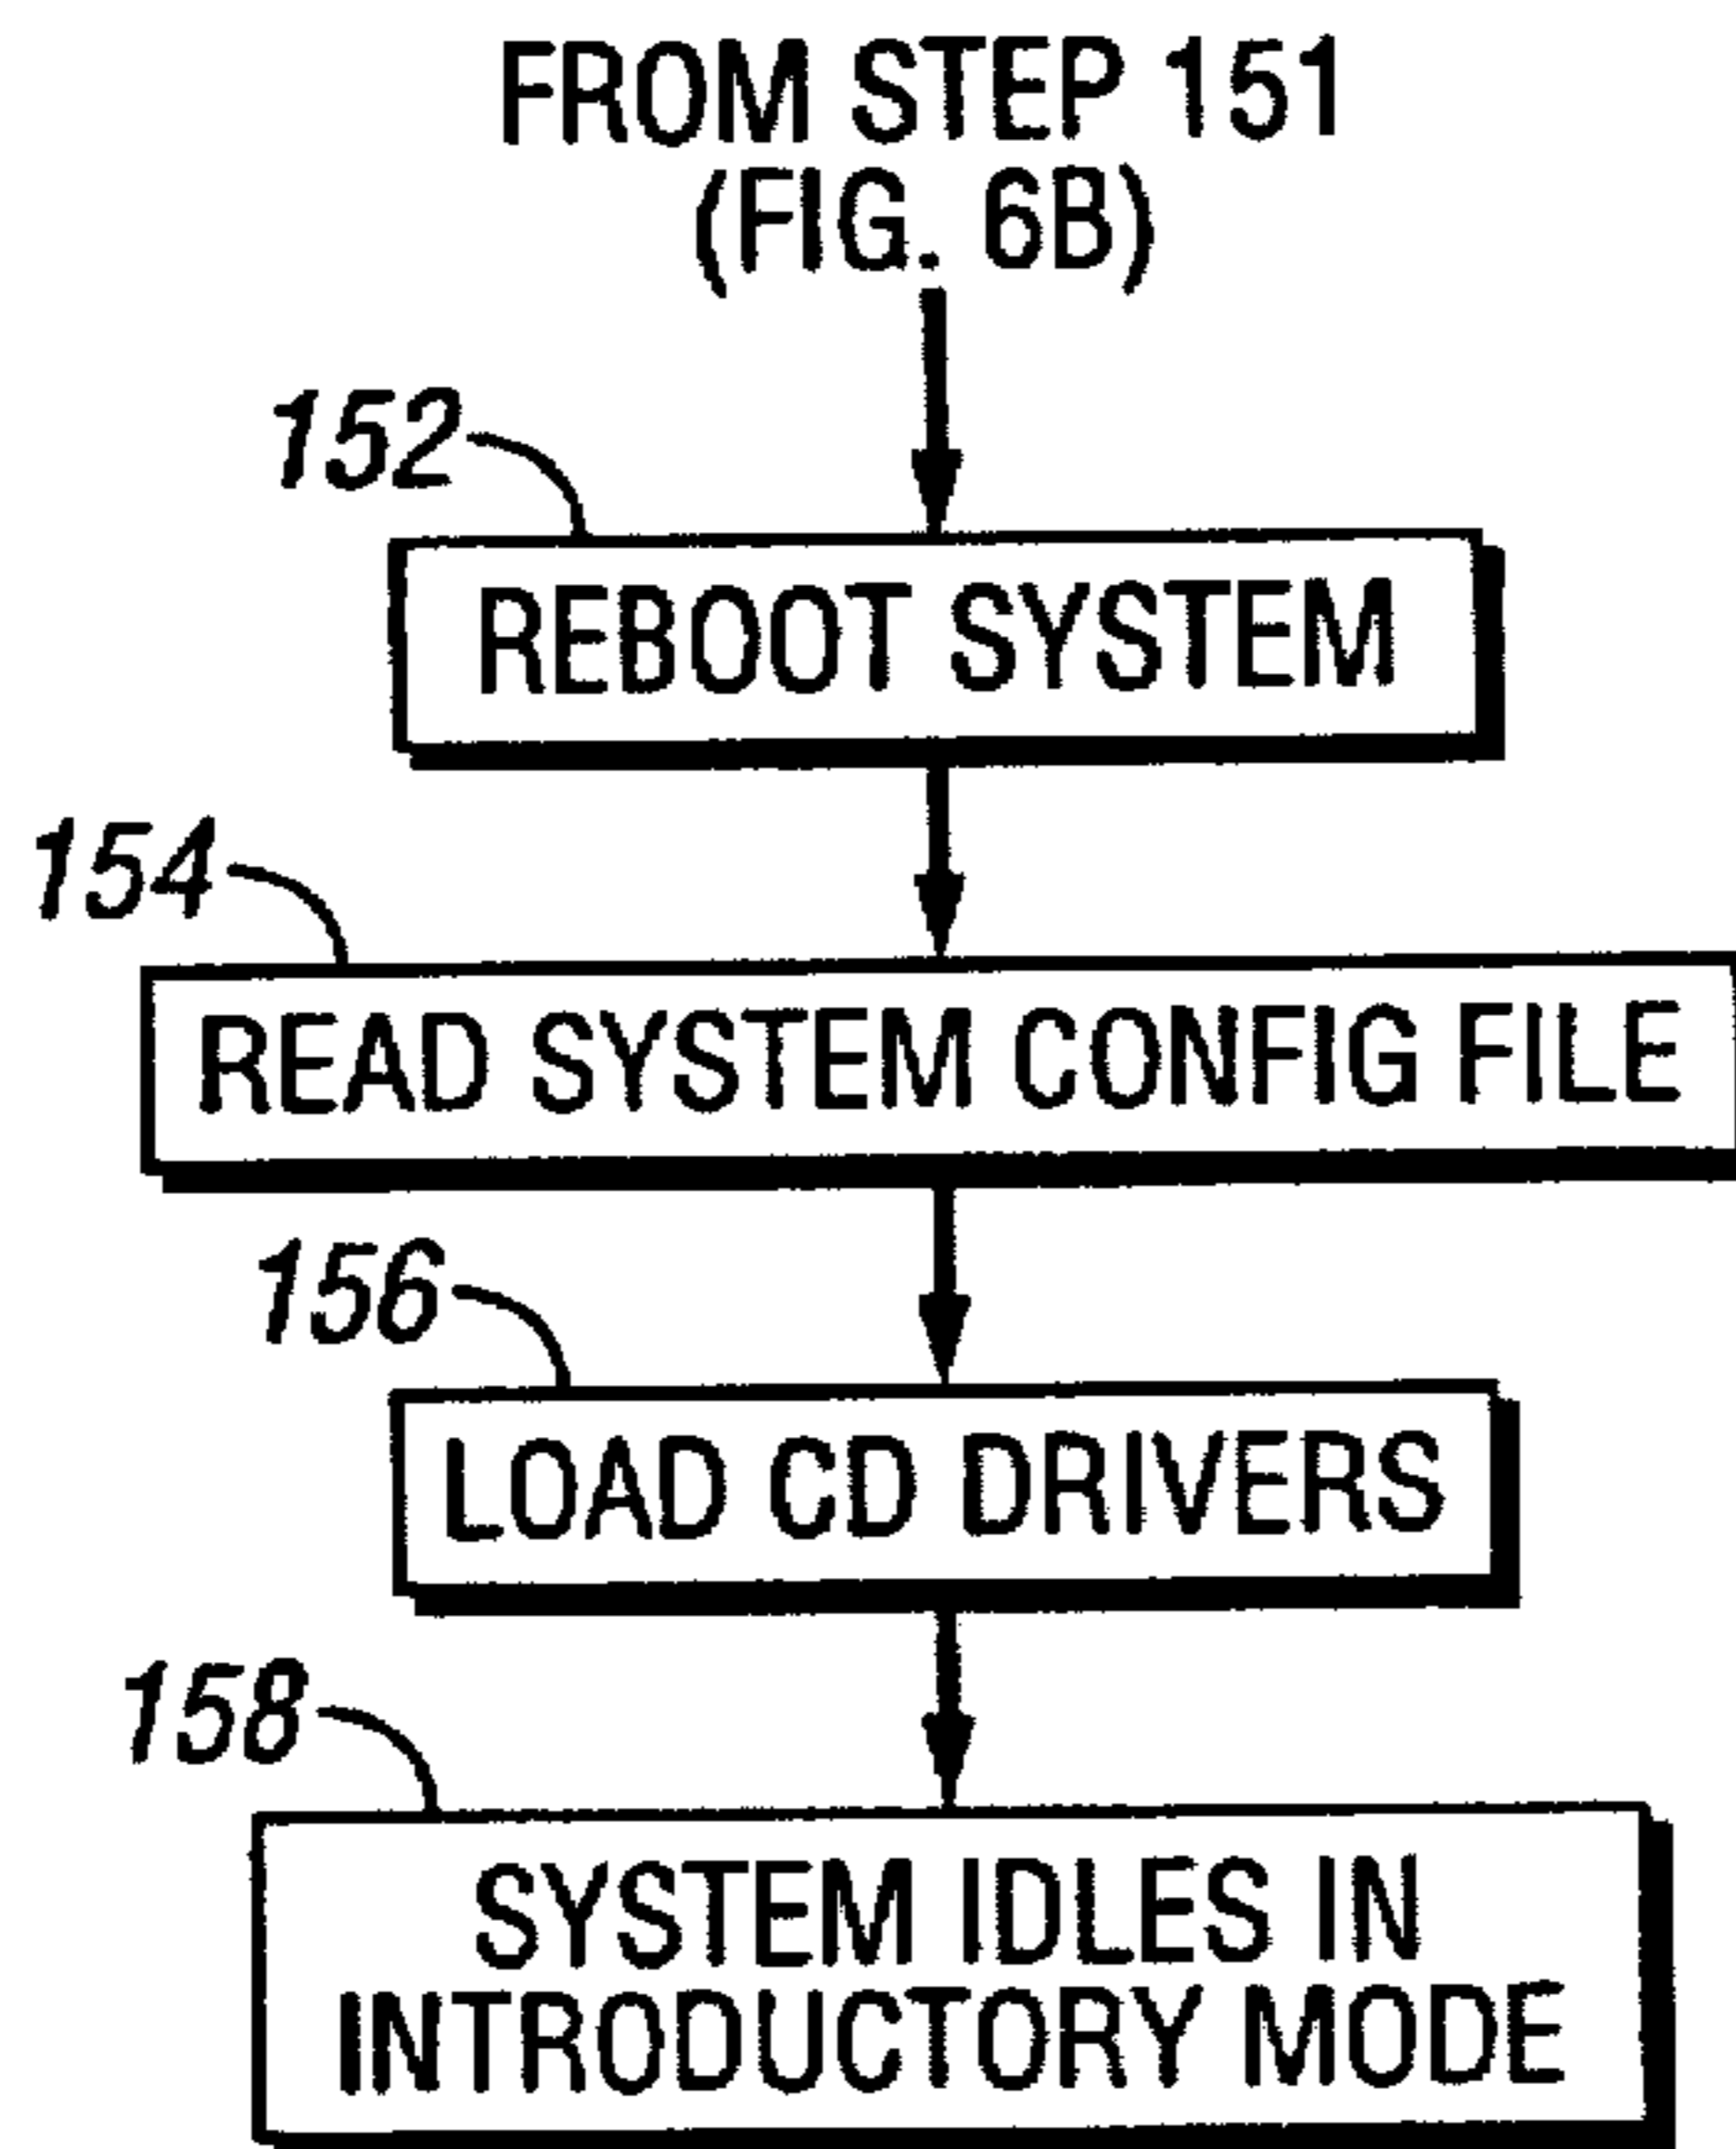 FROM STEP 151
(FIG. 6B)
152
REBOOT SYSTEM
154
READ SYSTEM CONFIG FILE
156
LOAD CD DRIVERS
158
SYSTEM IDLES IN
INTRODUCTORY MODE